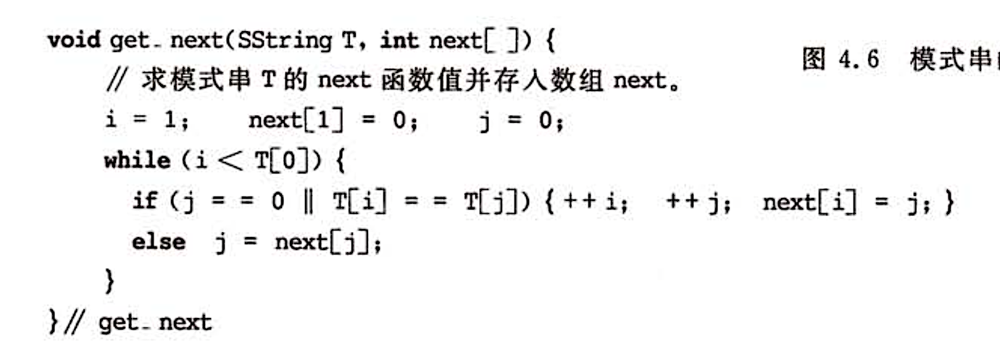 void get_next(SString T, int next[ ]) {
图 4.6 模式串
// 求模式串 T 的 next 函数值并存入数组 next。
i = 1; next[1] = 0; j = 0;
while (i < T[0]) {
if (j = = 0 || T[i] = = T[j]) { ++ i; ++ j; next[i] = j; }
else j = next[j];
}
} // get_next